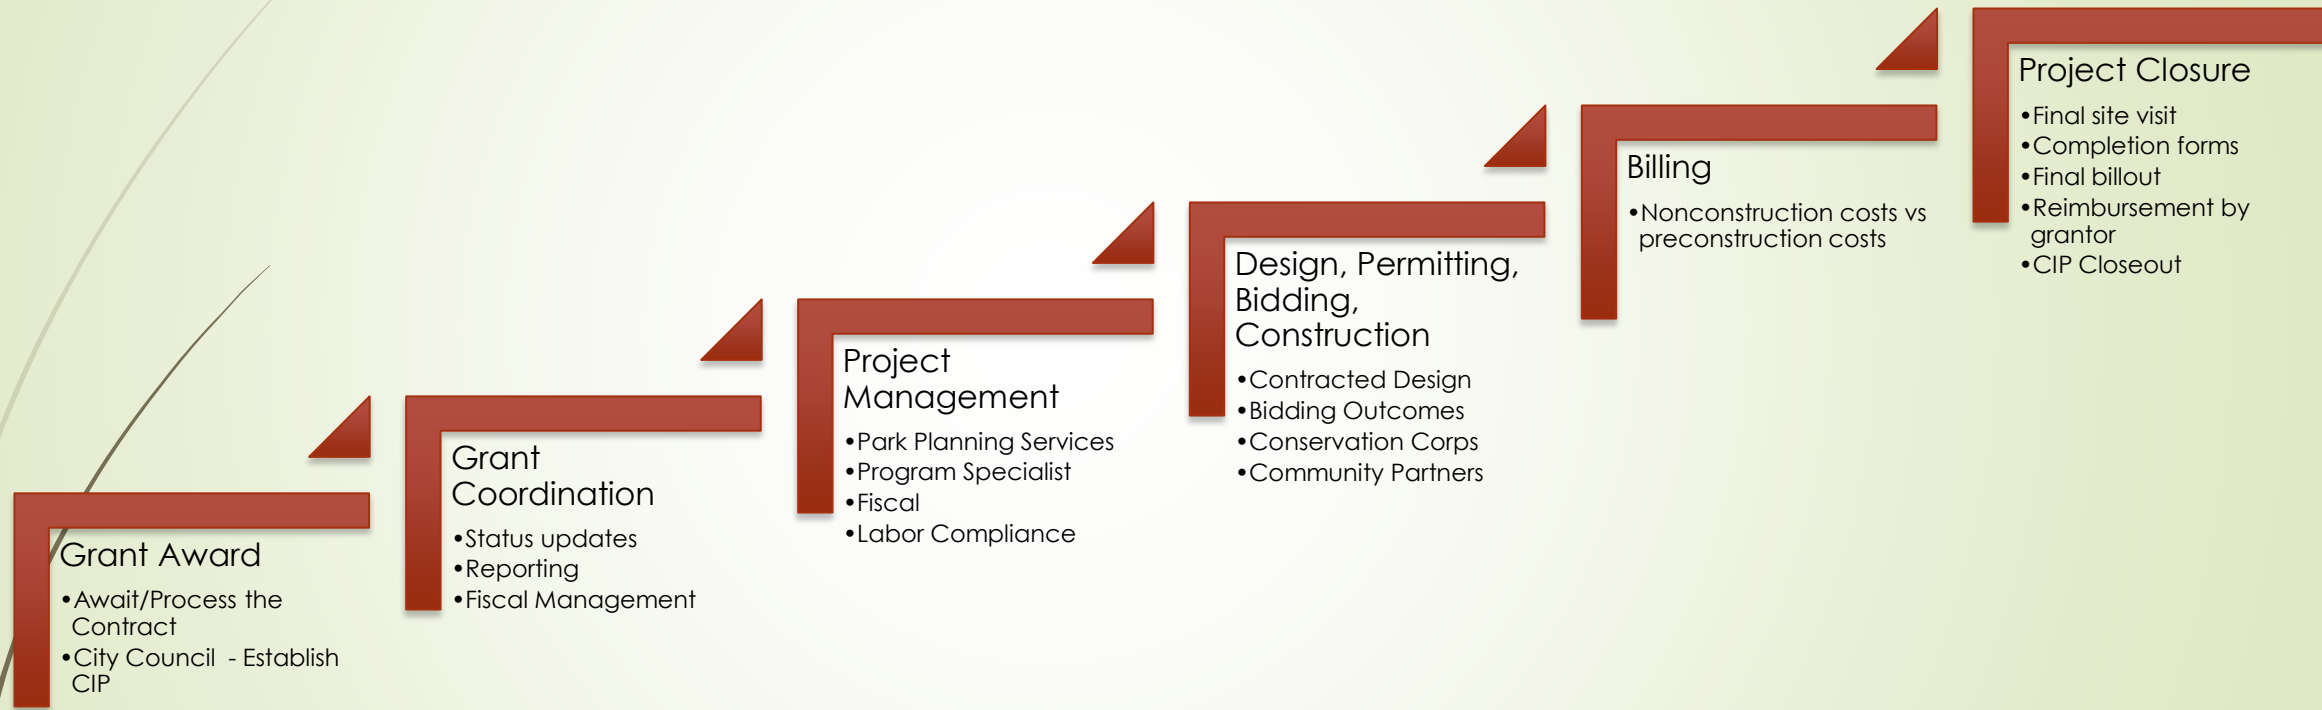 Grant Award
•Await/Process the
Contract
•City Council - Establish
CIP
Grant
Coordination
•Status updates
•Reporting
•Fiscal Management
Project
Management
•Park Planning Services
•Program Specialist
•Fiscal
•Labor Compliance
Design, Permitting,
Bidding,
Construction
•Contracted Design
•Bidding Outcomes
•Conservation Corps
•Community Partners
Billing
•Nonconstruction costs vs
preconstruction costs
Project Closure
•Final site visit
•Completion forms
•Final billout
•Reimbursement by
grantor
•CIP Closeout